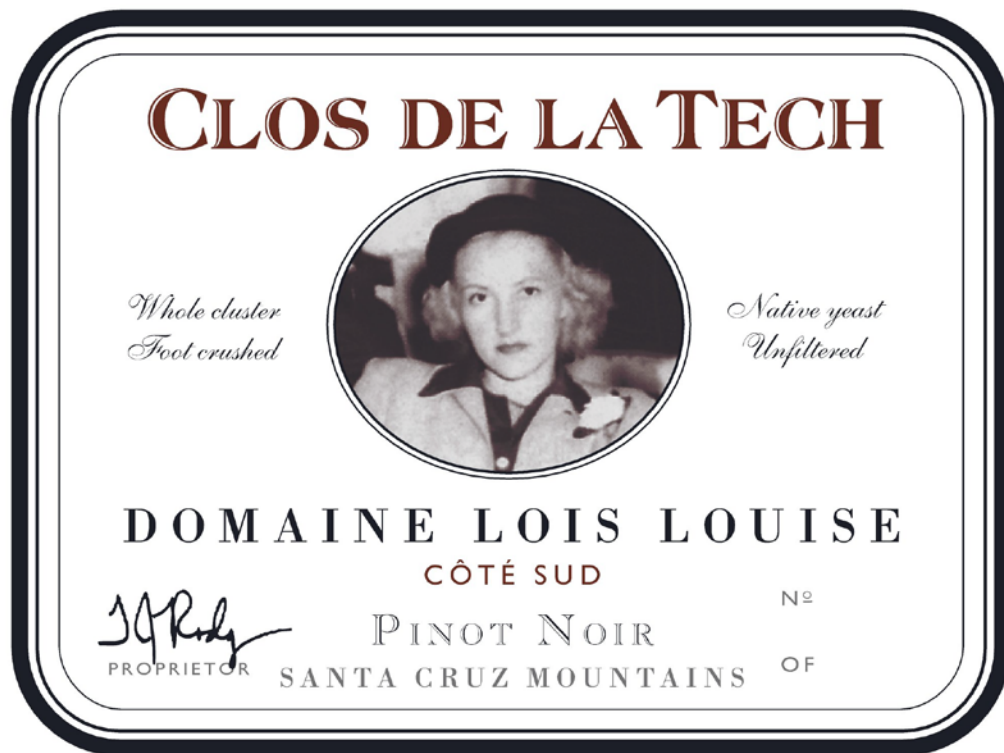 CLOS DE LA TECH
Whole cluster
Foot crushed
Native yeast
Unfiltered
DOMAINE LOIS LOUISE
CÔTÉ SUD
PINOT NOIR
SANTA CRUZ MOUNTAINS
PROPRIETOR
Nº
OF